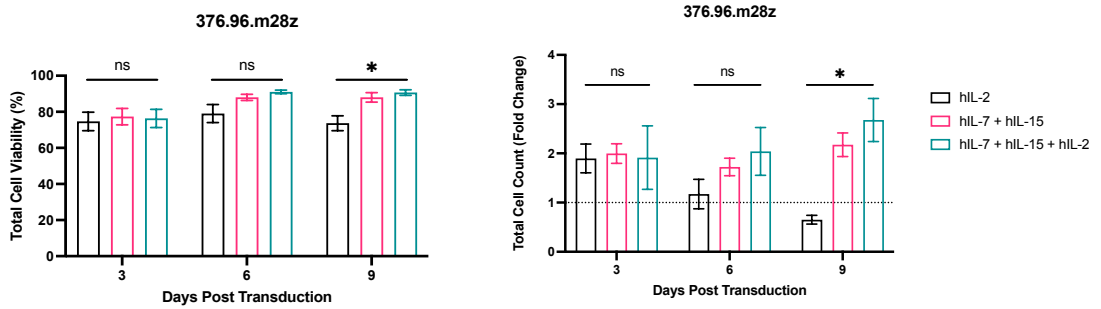 376.96.m28z
Total Cell Viability (%)
100
80
60
40
20
0
ns
ns
*
3
6
9
Days Post Transduction
376.96.m28z
Total Cell Count (Fold Change)
4
3
2
1
0
ns
ns
*
3
6
9
Days Post Transduction
hIL-2
hIL-7 + hIL-15
hIL-7 + hIL-15 + hIL-2